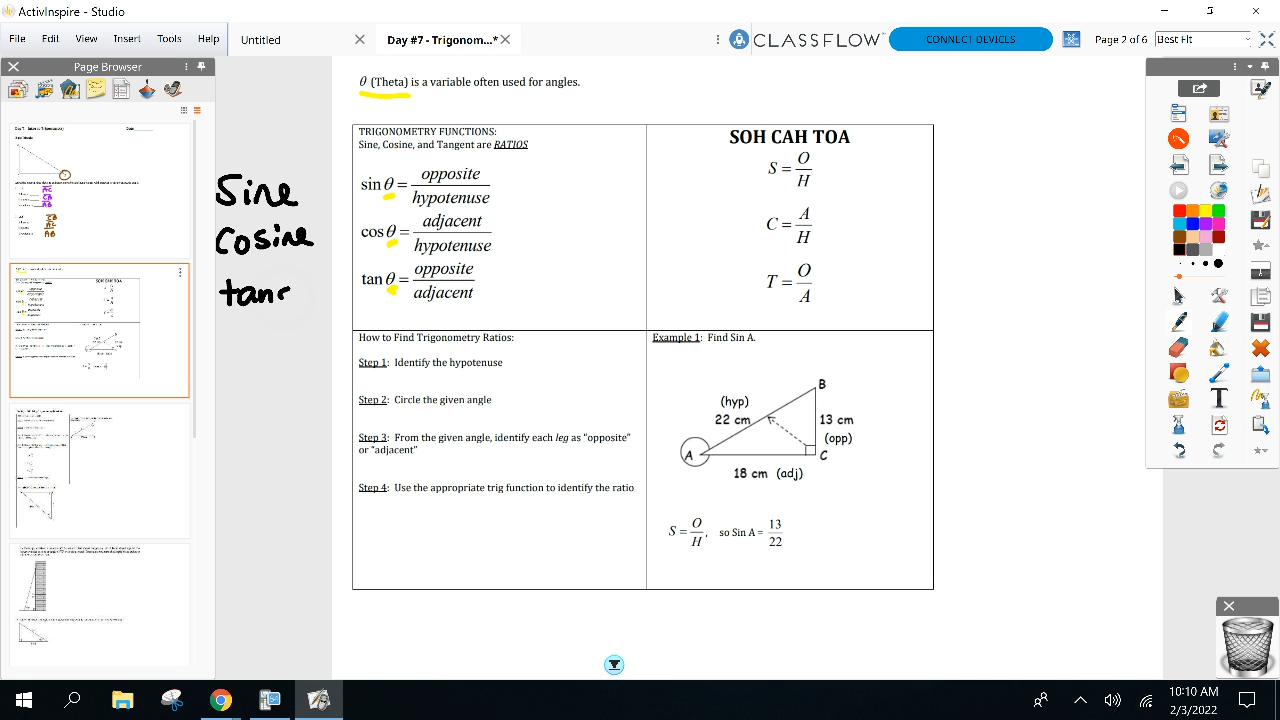 ActivInspire - Studio
File Edit View Insert Tools Help
Untitled
Day #7 - Trigonom...*
CLASSFLOW
CONNECT DEVICES
Page 2 of 6
Best Fit
Page Browser
Sine
Cosine
tan
θ (Theta) is a variable often used for angles.
TRIGONOMETRY FUNCTIONS:
Sine, Cosine, and Tangent are RATIOS
sin θ = opposite / hypotenuse
cos θ = adjacent / hypotenuse
tan θ = opposite / adjacent
SOH CAH TOA
S = O / H
C = A / H
T = O / A
How to Find Trigonometry Ratios:
Step 1: Identify the hypotenuse
Step 2: Circle the given angle
Step 3: From the given angle, identify each leg as “opposite”
or “adjacent”
Step 4: Use the appropriate trig function to identify the ratio
Example 1: Find Sin A.
B
(hyp)
22 cm
13 cm
(opp)
A
C
18 cm (adj)
S = O / H, so Sin A = 13 / 22
10:10 AM
2/3/2022